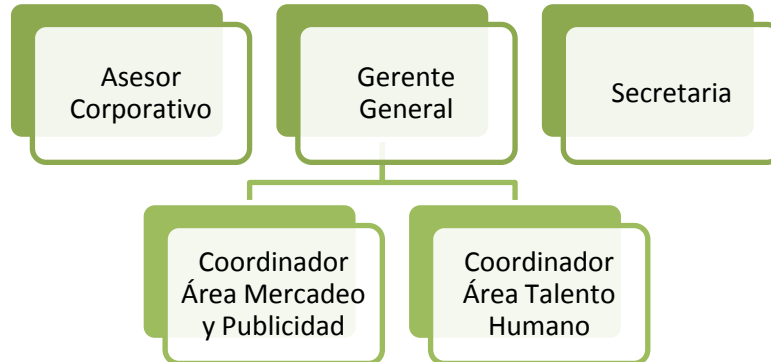 Asesor
Corporativo
Gerente
General
Secretaria
Coordinador
Área Mercadeo
y Publicidad
Coordinador
Área Talento
Humano